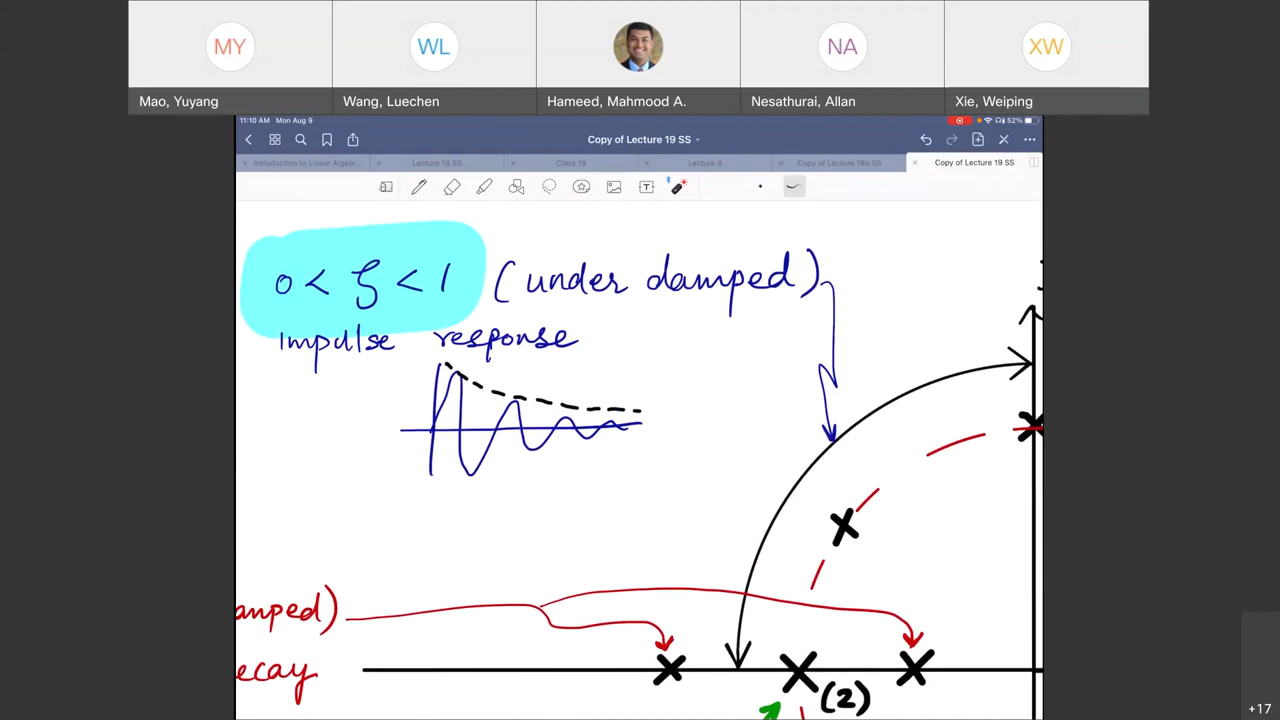 MY
WL
NA
XW
Mao, Yuyang
Wang, Luechen
Hameed, Mahmood A.
Nesathurai, Allan
Xie, Weiping
11:10 AM Mon Aug 9
52%
Copy of Lecture 19 SS
Introduction to Linear Algebr...
Lecture 18 SS
Class 19
Lecture 8
Copy of Lecture 18b SS
Copy of Lecture 19 SS
T
0 < ζ < 1 (under damped)
Impulse response
amped)
ecay
(2)
+17